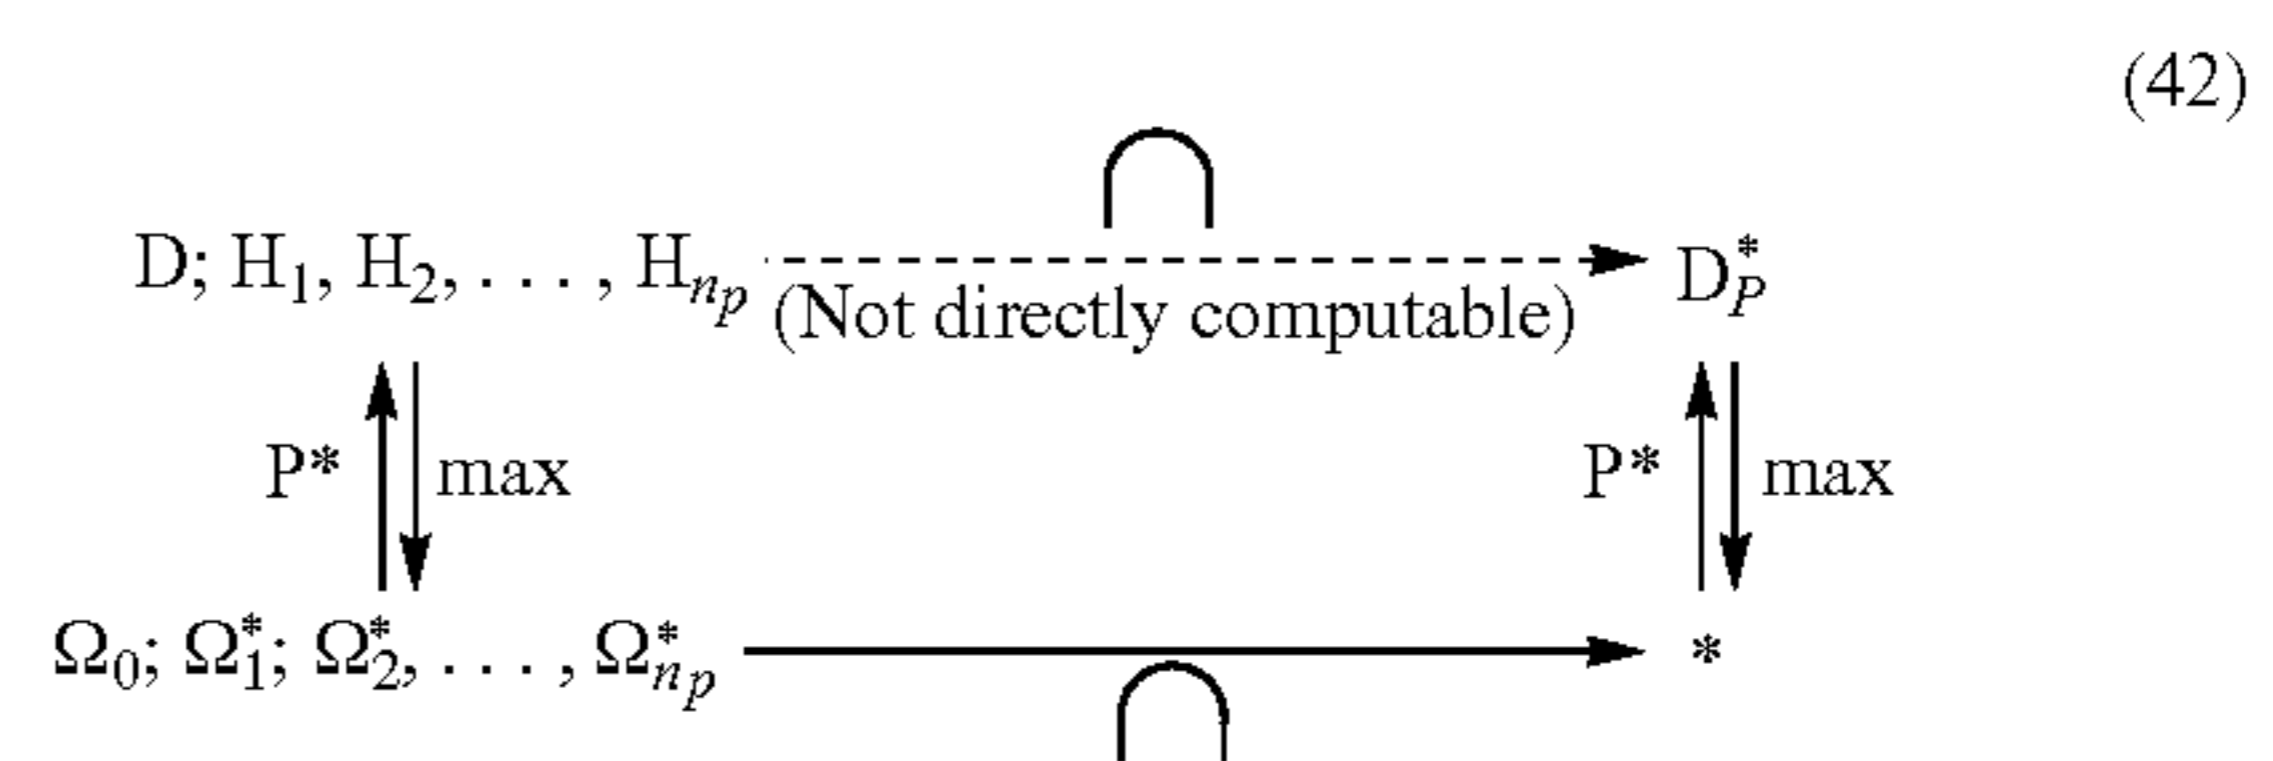 (42)
∩
D; H₁, H₂, . . . , Hₙₚ D*P
(Not directly computable)
P* max P* max
Ω₀; Ω*₁; Ω*₂, . . . , Ω*ₙₚ *
∩